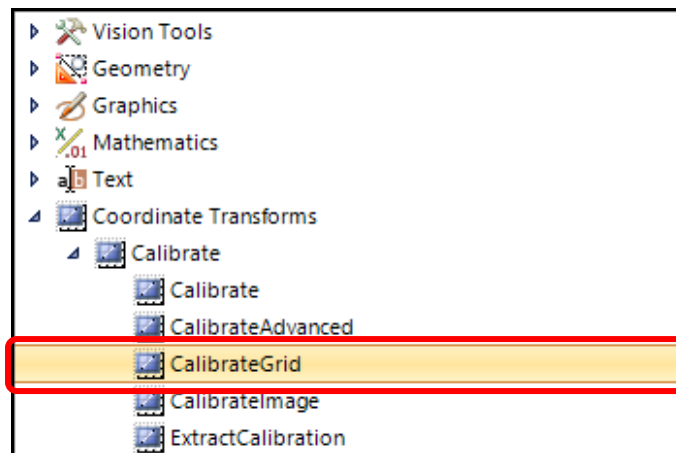 Vision Tools
Geometry
Graphics
Mathematics
Text
Coordinate Transforms
Calibrate
Calibrate
CalibrateAdvanced
CalibrateGrid
CalibrateImage
ExtractCalibration